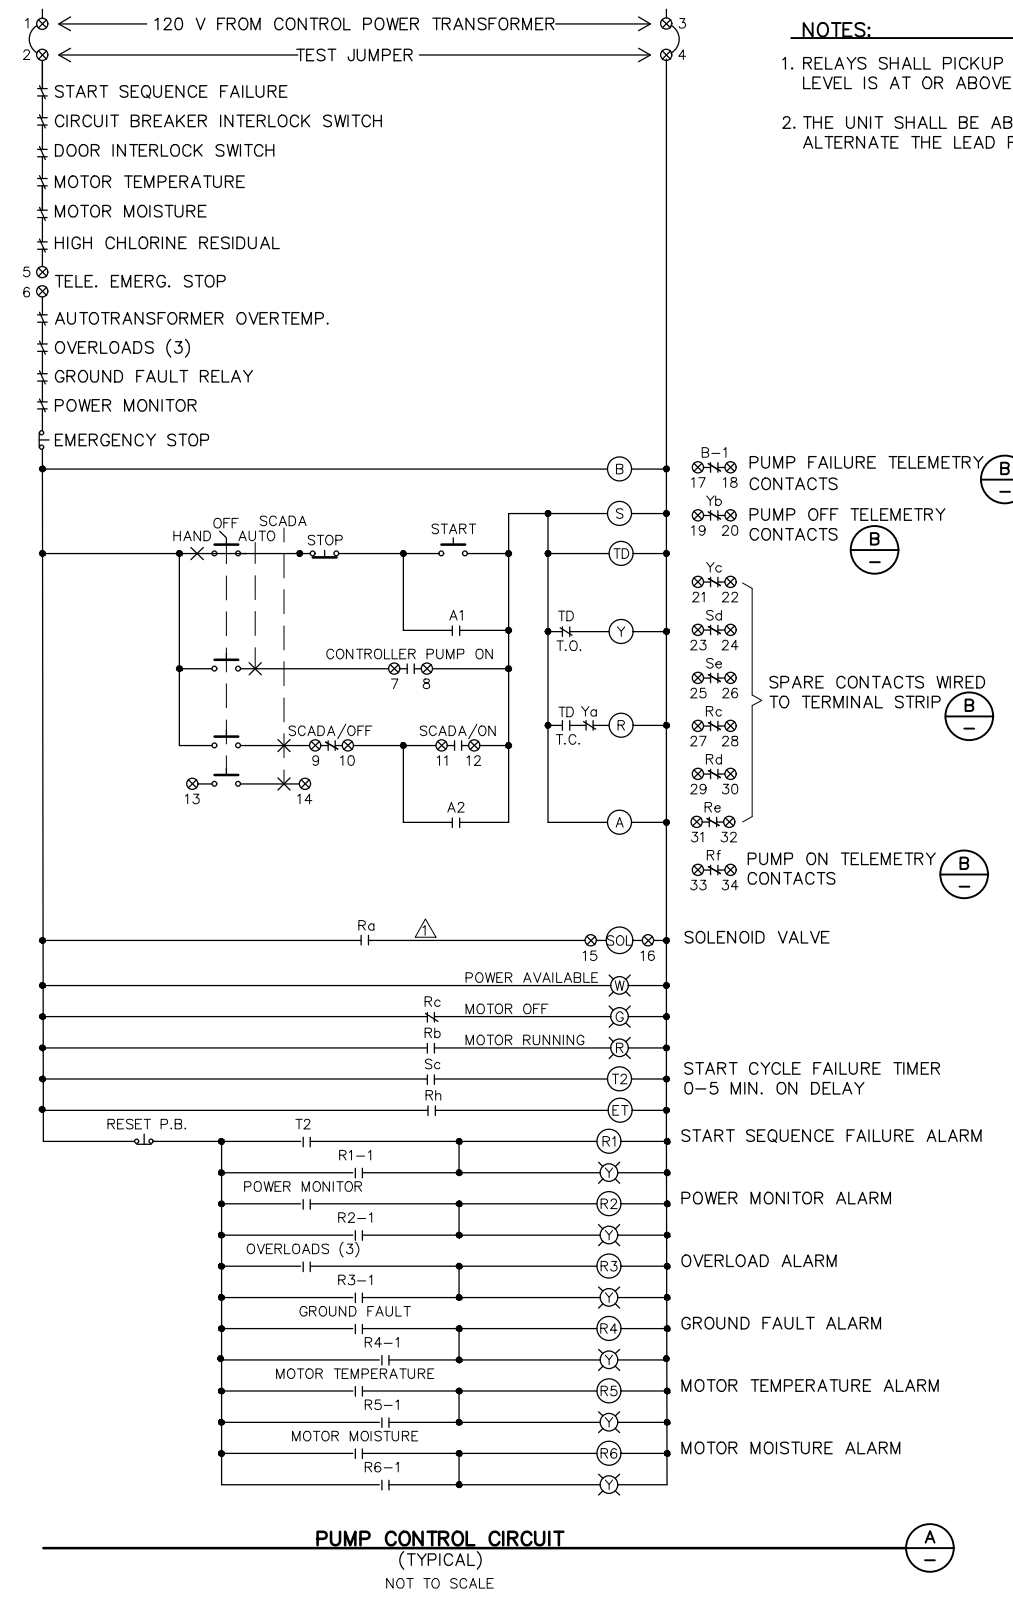 1 120 V FROM CONTROL POWER TRANSFORMER 3
2 TEST JUMPER 4
NOTES:
1. RELAYS SHALL PICKUP
LEVEL IS AT OR ABOVE
2. THE UNIT SHALL BE AB
ALTERNATE THE LEAD
START SEQUENCE FAILURE
CIRCUIT BREAKER INTERLOCK SWITCH
DOOR INTERLOCK SWITCH
MOTOR TEMPERATURE
MOTOR MOISTURE
HIGH CHLORINE RESIDUAL
5
6 TELE. EMERG. STOP
AUTOTRANSFORMER OVERTEMP.
OVERLOADS (3)
GROUND FAULT RELAY
POWER MONITOR
EMERGENCY STOP
B
B-1
17 18
PUMP FAILURE TELEMETRY
CONTACTS
B
–
S
Yb
19 20
PUMP OFF TELEMETRY
CONTACTS
B
–
HAND OFF AUTO SCADA
STOP
START
TD
A1
TD
T.O.
Y
Yc
21 22
Sd
23 24
Se
25 26
Rc
27 28
Rd
29 30
Re
31 32
SPARE CONTACTS WIRED
TO TERMINAL STRIP
B
–
CONTROLLER PUMP ON
7 8
TD Ya
T.C.
R
SCADA/OFF
9 10
SCADA/ON
11 12
13 14
A2
A
Rf
33 34
PUMP ON TELEMETRY
CONTACTS
B
–
Ra
1
15 SOL 16
SOLENOID VALVE
POWER AVAILABLE W
Rc
MOTOR OFF G
Rb
MOTOR RUNNING R
Sc
T2
START CYCLE FAILURE TIMER
0-5 MIN. ON DELAY
Rh
ET
RESET P.B.
T2
R1
START SEQUENCE FAILURE ALARM
R1-1
Y
POWER MONITOR
R2
POWER MONITOR ALARM
R2-1
Y
OVERLOADS (3)
R3
OVERLOAD ALARM
R3-1
Y
GROUND FAULT
R4
GROUND FAULT ALARM
R4-1
Y
MOTOR TEMPERATURE
R5
MOTOR TEMPERATURE ALARM
R5-1
Y
MOTOR MOISTURE
R6
MOTOR MOISTURE ALARM
R6-1
Y
PUMP CONTROL CIRCUIT
(TYPICAL)
NOT TO SCALE
A
–